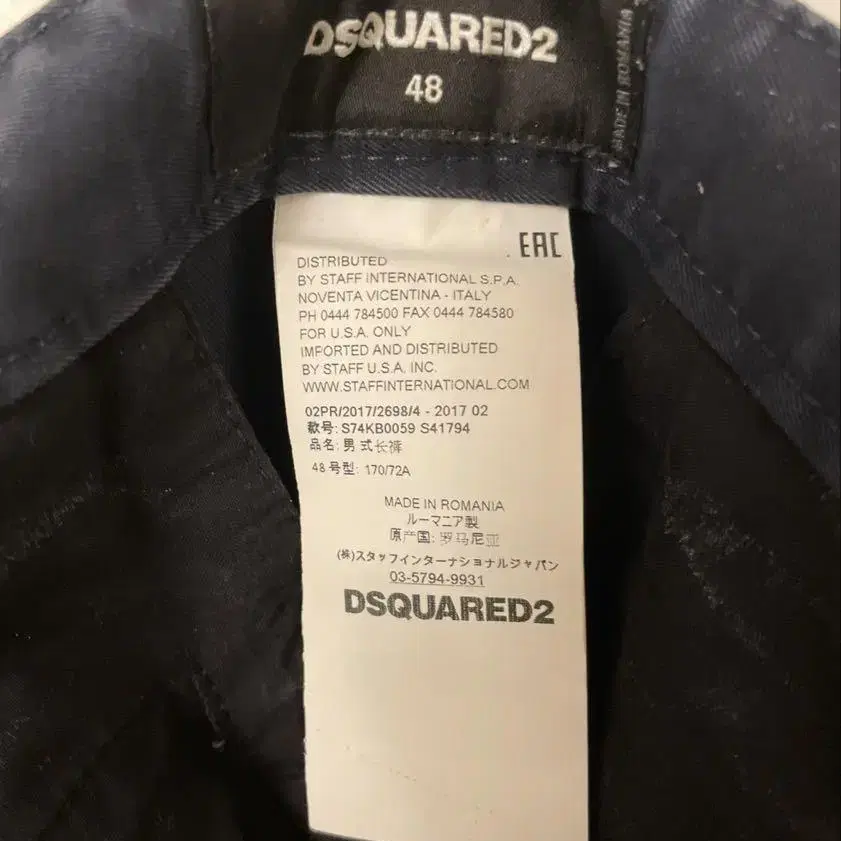 DSQUARED2
48
MADE IN ROMANIA
EAC
DISTRIBUTED
BY STAFF INTERNATIONAL S.P.A.
NOVENTA VICENTINA - ITALY
PH 0444 784500 FAX 0444 784580
FOR U.S.A. ONLY
IMPORTED AND DISTRIBUTED
BY STAFF U.S.A. INC.
WWW.STAFFINTERNATIONAL.COM
02PR/2017/2698/4 - 2017 02
款号: S74KB0059 S41794
品名: 男式长裤
48 号型: 170/72A
MADE IN ROMANIA
ルーマニア製
原产国: 罗马尼亚
(株)スタッフインターナショナルジャパン
03-5794-9931
DSQUARED2